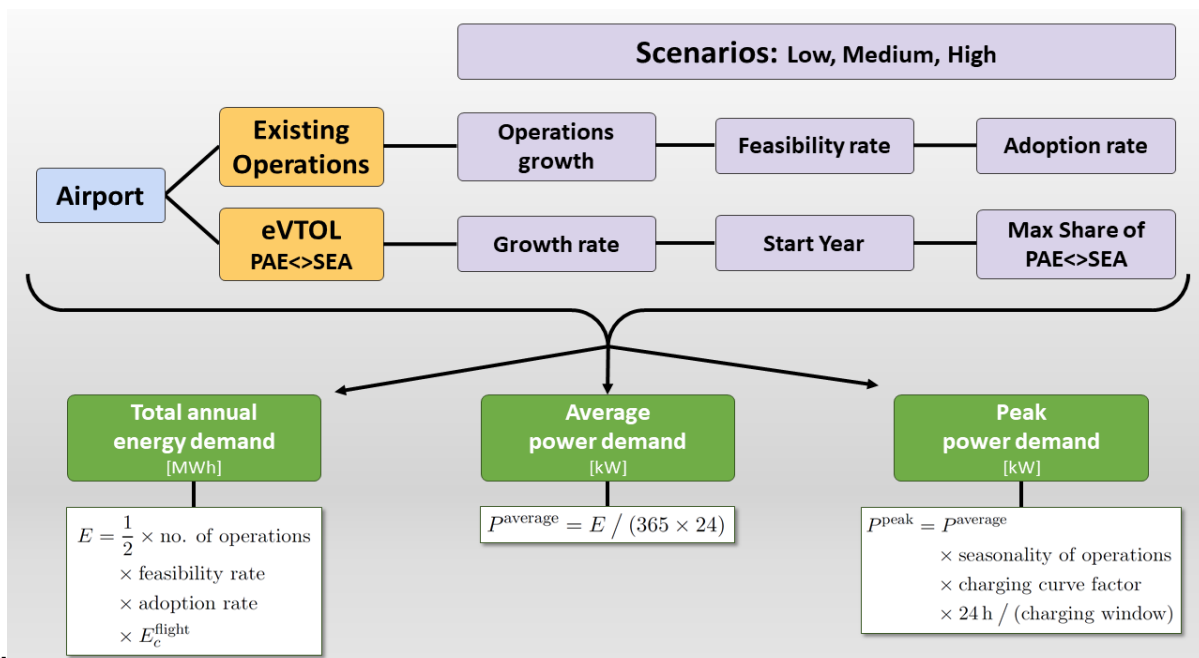 Scenarios: Low, Medium, High
Existing
Operations
Operations
growth
Feasibility rate
Adoption rate
Airport
eVTOL
PAE<>SEA
Growth rate
Start Year
Max Share of
PAE<>SEA
Total annual
energy demand
[MWh]
Average
power demand
[kW]
Peak
power demand
[kW]
E = 1/2 × no. of operations
× feasibility rate
× adoption rate
× E_c^flight
P^average = E / (365 × 24)
P^peak = P^average
× seasonality of operations
× charging curve factor
× 24 h / (charging window)